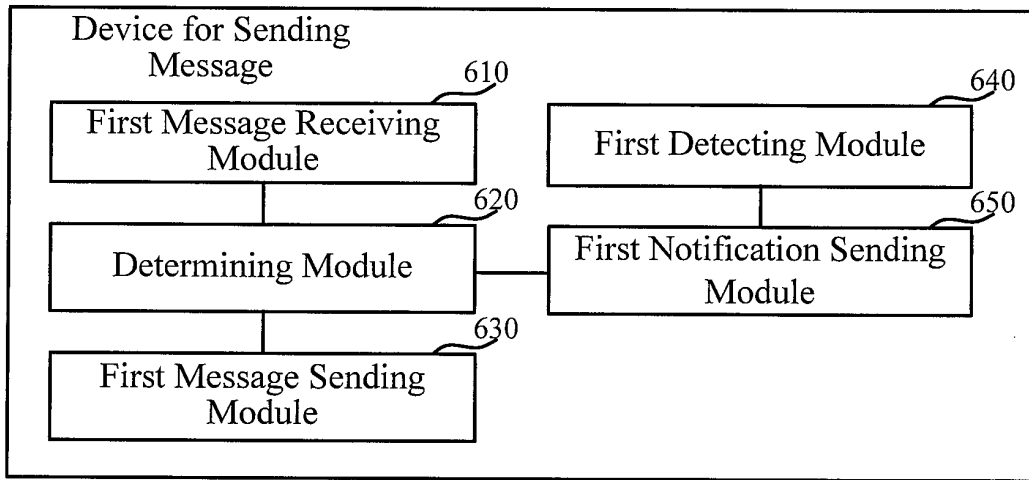 Device for Sending
Message
610
First Message Receiving
Module
620
Determining Module
630
First Message Sending
Module
640
First Detecting Module
650
First Notification Sending
Module